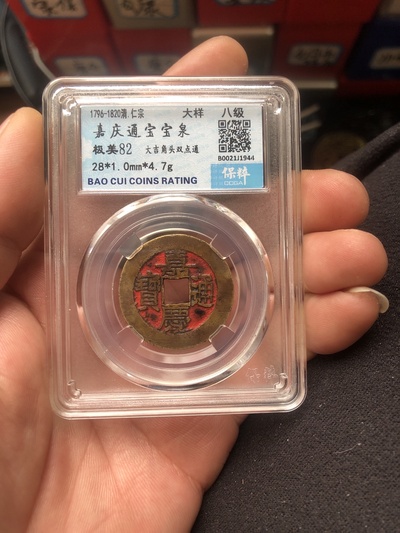 1796-1820清.仁宗 大样 八级
嘉庆通宝宝泉
极美82 大吉角头双点通
28*1.0mm*4.7g
B0021J1944
BAO CUI COINS RATING
保粹
嘉慶通寳